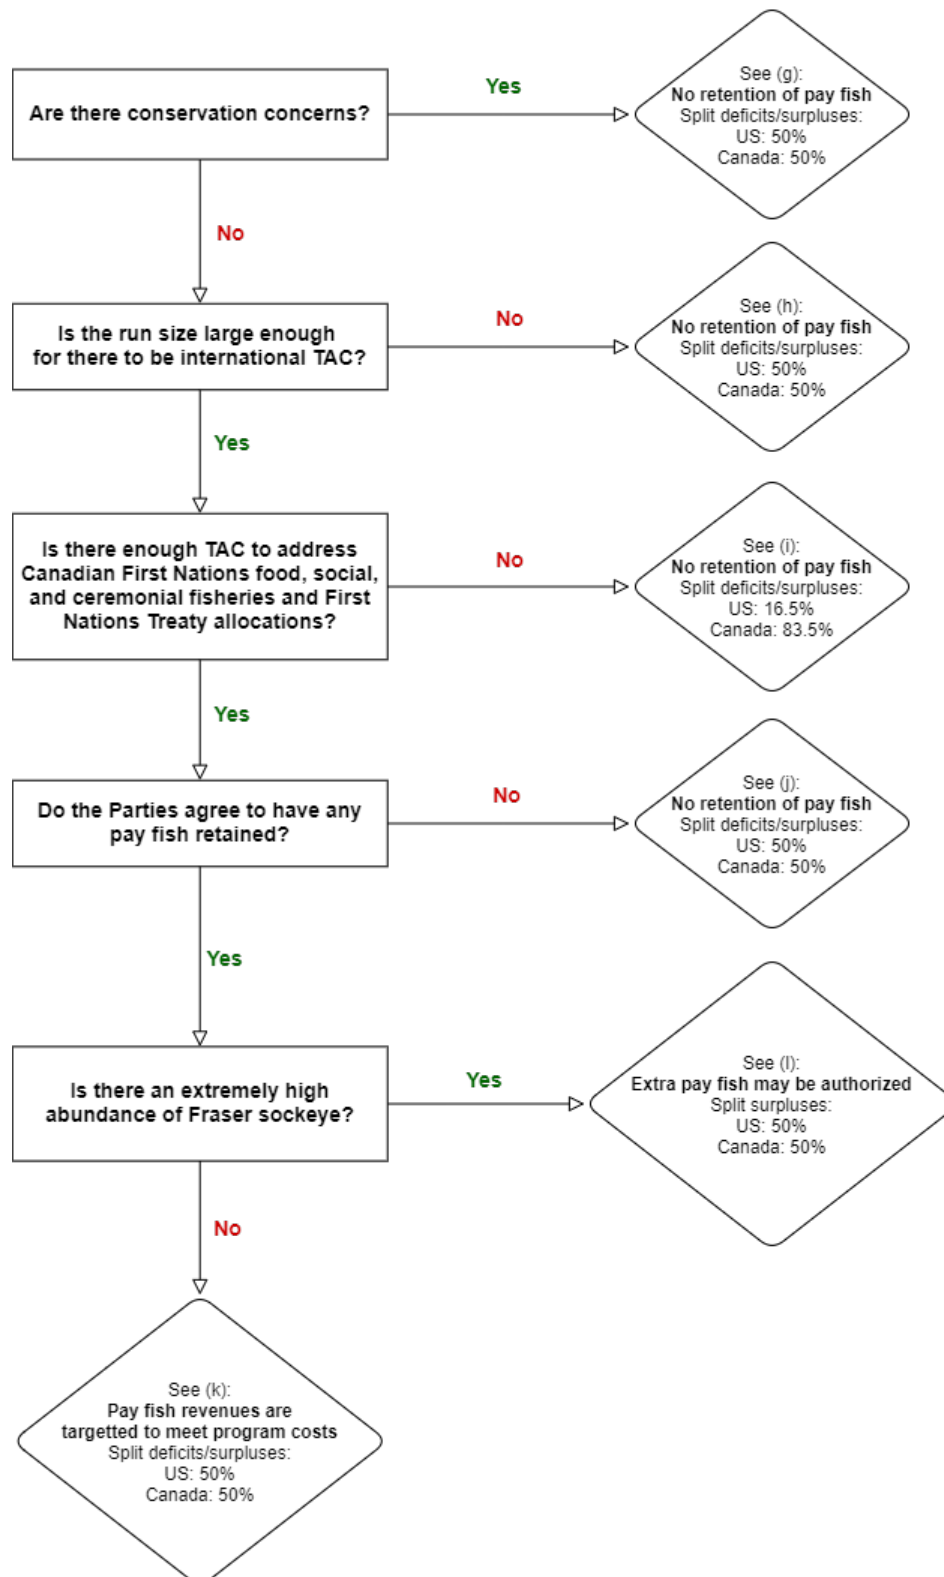 Are there conservation concerns?
Yes
See (g):
No retention of pay fish
Split deficits/surpluses:
US: 50%
Canada: 50%
No
Is the run size large enough
for there to be international TAC?
No
See (h):
No retention of pay fish
Split deficits/surpluses:
US: 50%
Canada: 50%
Yes
Is there enough TAC to address
Canadian First Nations food, social,
and ceremonial fisheries and First
Nations Treaty allocations?
No
See (i):
No retention of pay fish
Split deficits/surpluses:
US: 16.5%
Canada: 83.5%
Yes
Do the Parties agree to have any
pay fish retained?
No
See (j):
No retention of pay fish
Split deficits/surpluses:
US: 50%
Canada: 50%
Yes
Is there an extremely high
abundance of Fraser sockeye?
Yes
See (l):
Extra pay fish may be authorized
Split surpluses:
US: 50%
Canada: 50%
No
See (k):
Pay fish revenues are
targetted to meet program costs
Split deficits/surpluses:
US: 50%
Canada: 50%